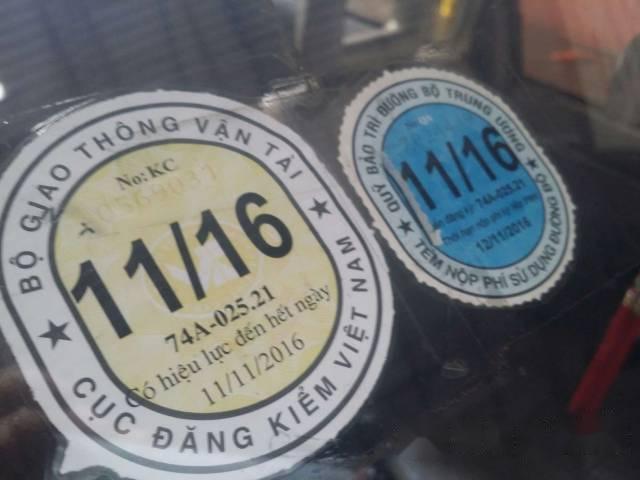 BỘ GIAO THÔNG VẬN TẢI
No: KC
11/16
74A-025.21
Có hiệu lực đến hết ngày
11/11/2016
CỤC ĐĂNG KIỂM VIỆT NAM
QUỸ BẢO TRÌ ĐƯỜNG BỘ TRUNG ƯƠNG
11/16
74A-025.21
12/11/2016
TEM NỘP PHÍ SỬ DỤNG ĐƯỜNG BỘ